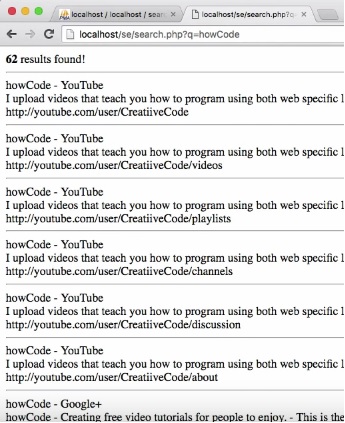 localhost / localhost / sear
localhost/se/search.php?q=
localhost/se/search.php?q=howCode
62 results found!
howCode - YouTube
I upload videos that teach you how to program using both web specific l
http://youtube.com/user/CreatiiveCode
howCode - YouTube
I upload videos that teach you how to program using both web specific l
http://youtube.com/user/CreatiiveCode/videos
howCode - YouTube
I upload videos that teach you how to program using both web specific l
http://youtube.com/user/CreatiiveCode/playlists
howCode - YouTube
I upload videos that teach you how to program using both web specific l
http://youtube.com/user/CreatiiveCode/channels
howCode - YouTube
I upload videos that teach you how to program using both web specific l
http://youtube.com/user/CreatiiveCode/discussion
howCode - YouTube
I upload videos that teach you how to program using both web specific l
http://youtube.com/user/CreatiiveCode/about
howCode - Google+
howCode - Creating free video tutorials for people to enjoy. - This is the